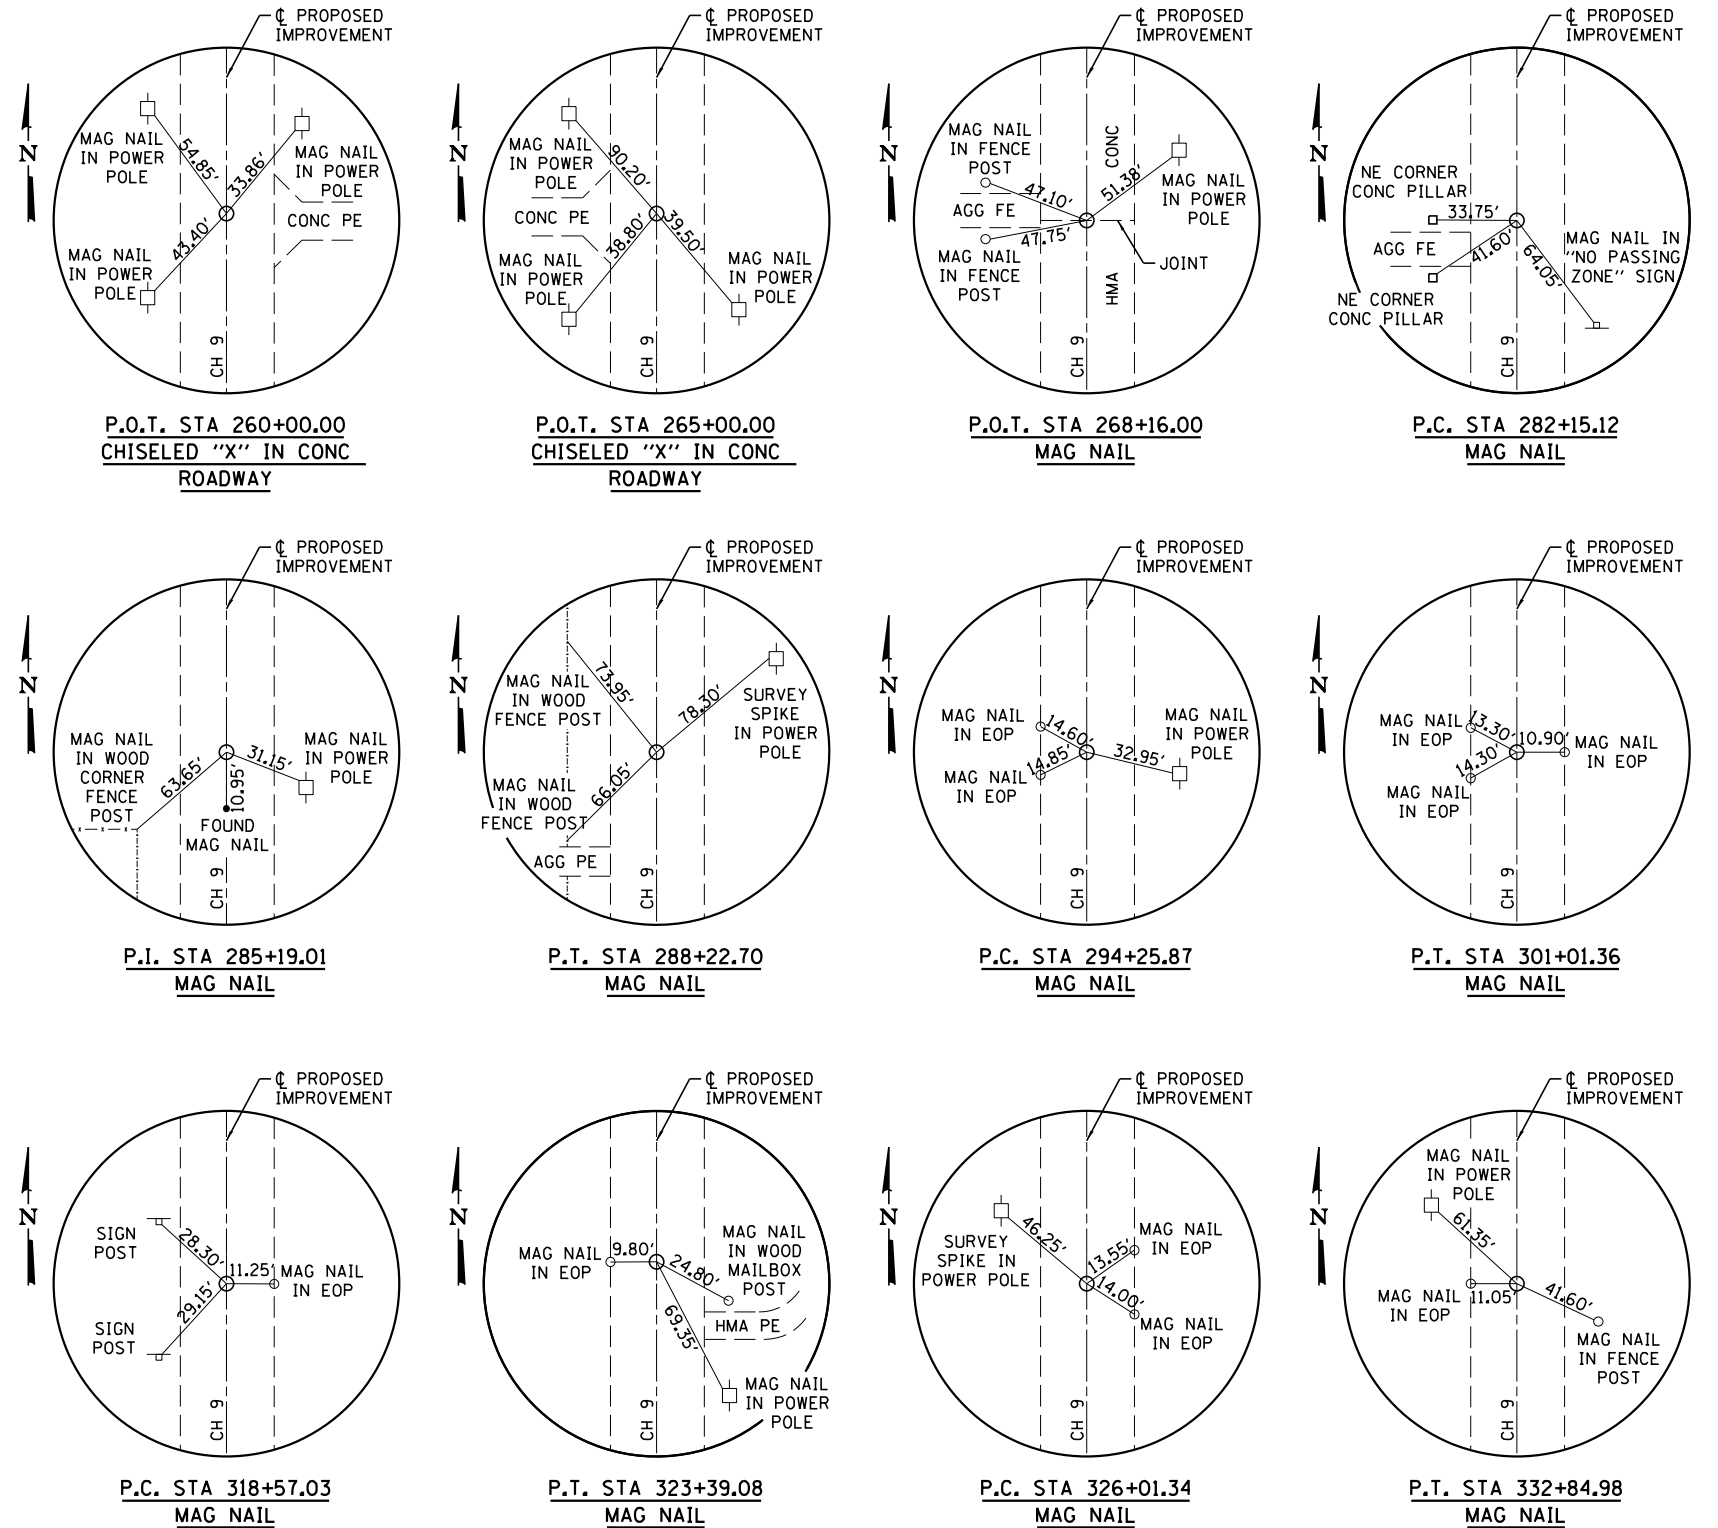 ℄ PROPOSED
IMPROVEMENT
N
MAG NAIL
IN POWER
POLE
54.85'
33.86'
MAG NAIL
IN POWER
POLE
CONC PE
43.40'
MAG NAIL
IN POWER
POLE
CH 9
P.O.T. STA 260+00.00
CHISELED "X" IN CONC
ROADWAY
℄ PROPOSED
IMPROVEMENT
N
MAG NAIL
IN POWER
POLE
90.20'
CONC PE
38.80'
39.50'
MAG NAIL
IN POWER
POLE
MAG NAIL
IN POWER
POLE
CH 9
P.O.T. STA 265+00.00
CHISELED "X" IN CONC
ROADWAY
℄ PROPOSED
IMPROVEMENT
N
MAG NAIL
IN FENCE
POST
CONC
47.10'
51.38'
MAG NAIL
IN POWER
POLE
AGG FE
47.75'
MAG NAIL
IN FENCE
POST
JOINT
HMA
CH 9
P.O.T. STA 268+16.00
MAG NAIL
℄ PROPOSED
IMPROVEMENT
N
NE CORNER
CONC PILLAR
33.75'
AGG FE
41.60'
64.05'
MAG NAIL IN
"NO PASSING
ZONE" SIGN
NE CORNER
CONC PILLAR
CH 9
P.C. STA 282+15.12
MAG NAIL
℄ PROPOSED
IMPROVEMENT
N
MAG NAIL
IN WOOD
CORNER
FENCE
POST
63.65'
31.15'
10.95'
MAG NAIL
IN POWER
POLE
FOUND
MAG NAIL
CH 9
P.I. STA 285+19.01
MAG NAIL
℄ PROPOSED
IMPROVEMENT
N
MAG NAIL
IN WOOD
FENCE POST
73.95'
78.30'
SURVEY
SPIKE
IN POWER
POLE
MAG NAIL
IN WOOD
FENCE POST
66.05'
AGG PE
CH 9
P.T. STA 288+22.70
MAG NAIL
℄ PROPOSED
IMPROVEMENT
N
MAG NAIL
IN EOP
14.60'
14.85'
32.95'
MAG NAIL
IN POWER
POLE
MAG NAIL
IN EOP
CH 9
P.C. STA 294+25.87
MAG NAIL
℄ PROPOSED
IMPROVEMENT
N
MAG NAIL
IN EOP
13.30'
10.90'
14.30'
MAG NAIL
IN EOP
MAG NAIL
IN EOP
CH 9
P.T. STA 301+01.36
MAG NAIL
℄ PROPOSED
IMPROVEMENT
N
SIGN
POST
28.30'
11.25'
MAG NAIL
IN EOP
29.15'
SIGN
POST
CH 9
P.C. STA 318+57.03
MAG NAIL
℄ PROPOSED
IMPROVEMENT
N
MAG NAIL
IN EOP
9.80'
24.80'
MAG NAIL
IN WOOD
MAILBOX
POST
HMA PE
69.35'
MAG NAIL
IN POWER
POLE
CH 9
P.T. STA 323+39.08
MAG NAIL
℄ PROPOSED
IMPROVEMENT
N
46.25'
SURVEY
SPIKE IN
POWER POLE
13.55'
MAG NAIL
IN EOP
14.00'
MAG NAIL
IN EOP
CH 9
P.C. STA 326+01.34
MAG NAIL
℄ PROPOSED
IMPROVEMENT
N
MAG NAIL
IN POWER
POLE
61.35'
MAG NAIL
IN EOP
11.05'
41.60'
MAG NAIL
IN FENCE
POST
CH 9
P.T. STA 332+84.98
MAG NAIL